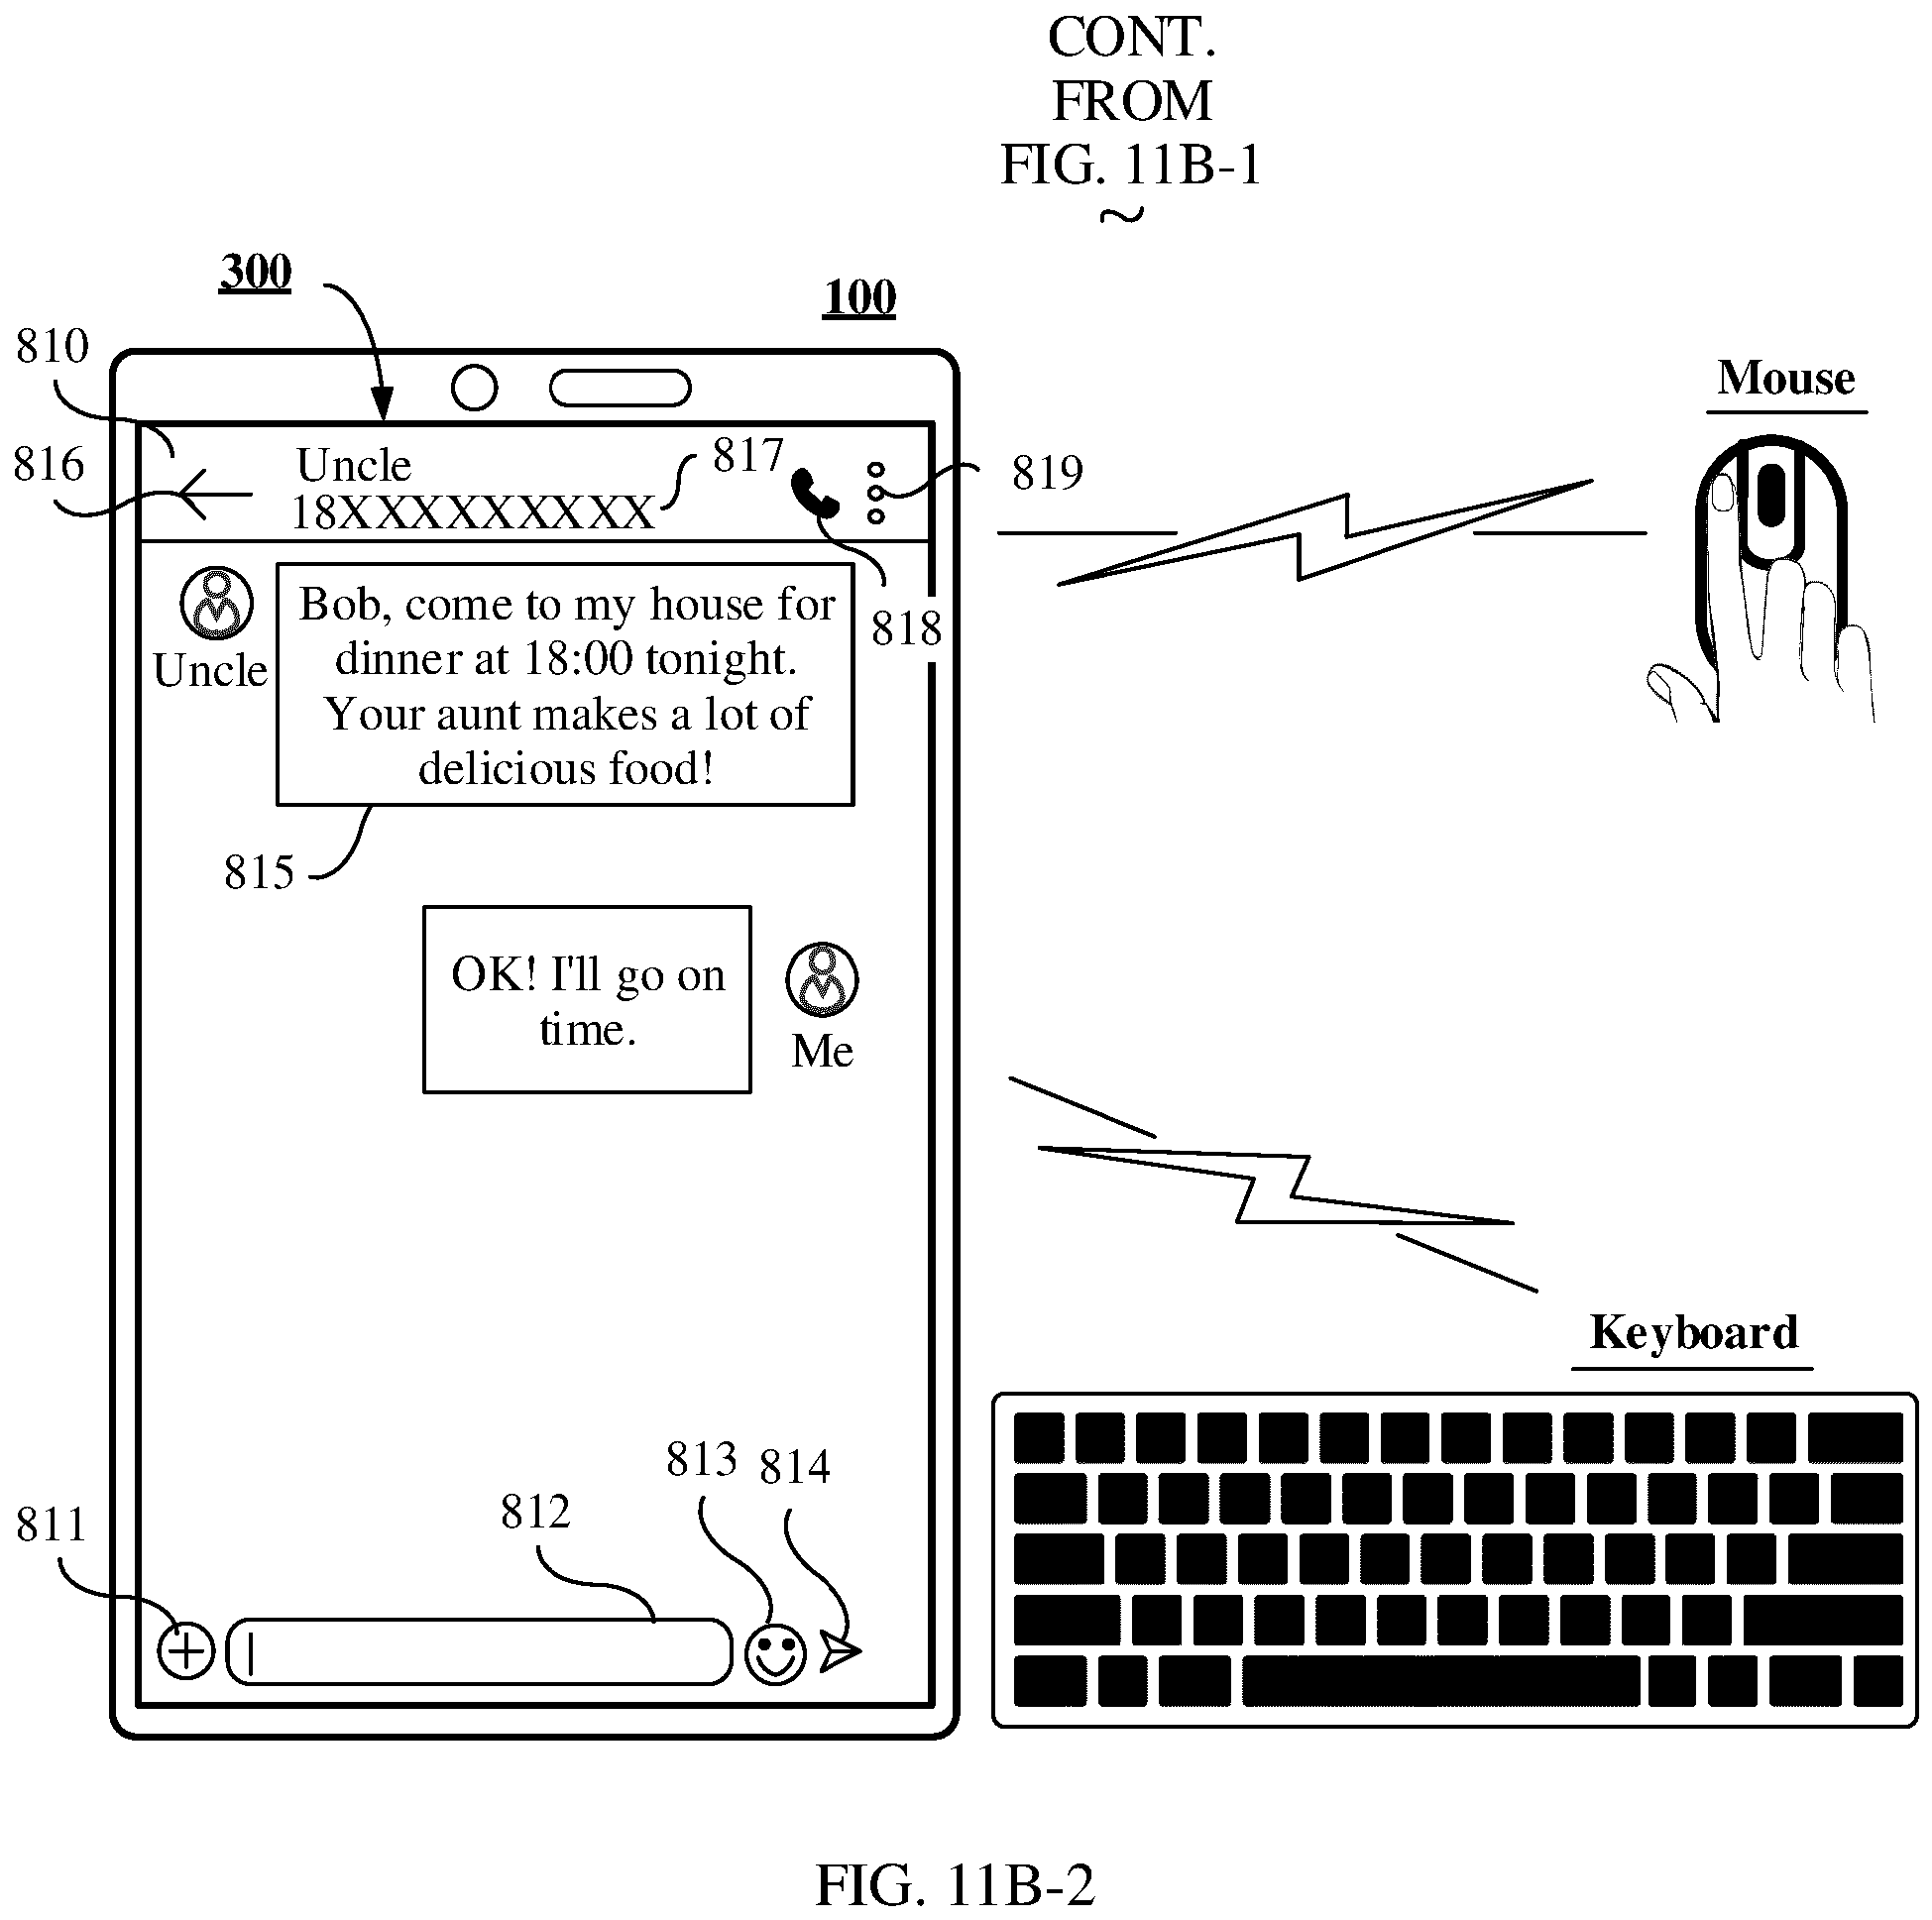 CONT.
FROM
FIG. 11B-1
~
300
100
810
816
Uncle
18XXXXXXXXX
817
819
818
Mouse
Uncle
Bob, come to my house for
dinner at 18:00 tonight.
Your aunt makes a lot of
delicious food!
815
OK! I'll go on
time.
Me
Keyboard
811
812
813
814
FIG. 11B-2